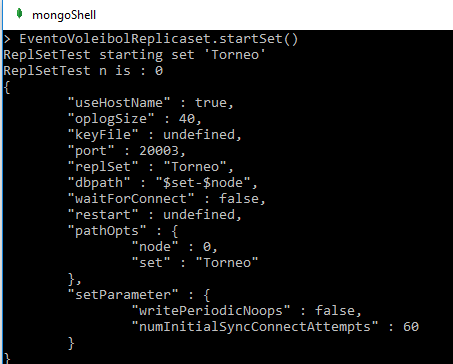 mongoShell
> EventoVoleibolReplicaset.startSet()
ReplSetTest starting set 'Torneo'
ReplSetTest n is : 0
{
        "useHostName" : true,
        "oplogSize" : 40,
        "keyFile" : undefined,
        "port" : 20003,
        "replSet" : "Torneo",
        "dbpath" : "$set-$node",
        "waitForConnect" : false,
        "restart" : undefined,
        "pathOpts" : {
                "node" : 0,
                "set" : "Torneo"
        },
        "setParameter" : {
                "writePeriodicNoops" : false,
                "numInitialSyncConnectAttempts" : 60
        }
}